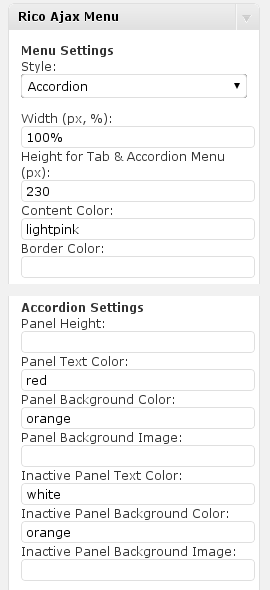 Rico Ajax Menu
Menu Settings
Style:
Accordion
Width (px, %):
100%
Height for Tab & Accordion Menu
(px):
230
Content Color:
lightpink
Border Color:
Accordion Settings
Panel Height:
Panel Text Color:
red
Panel Background Color:
orange
Panel Background Image:
Inactive Panel Text Color:
white
Inactive Panel Background Color:
orange
Inactive Panel Background Image: